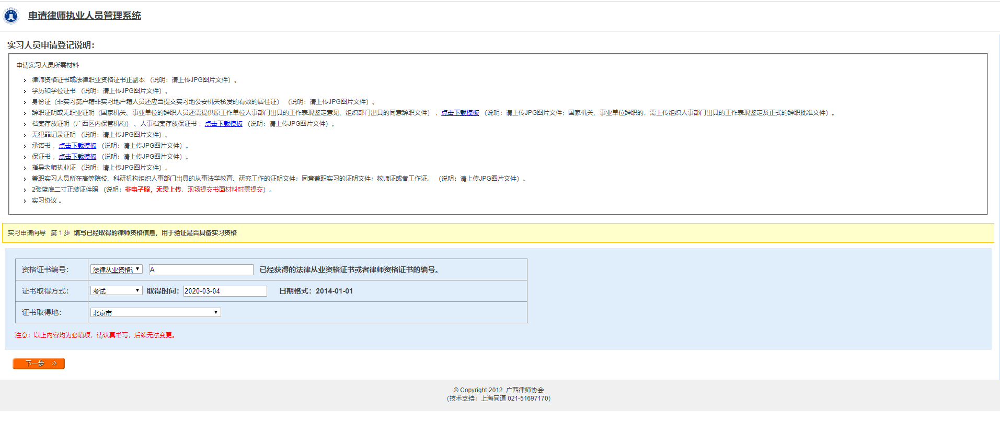 申请律师执业人员管理系统
实习人员申请登记说明：
申请实习人员所需材料
律师资格证书或法律职业资格证书正副本 （说明：请上传JPG图片文件）。
学历和学位证书 （说明：请上传JPG图片文件）。
身份证（非实习第户籍非实习地户籍人员还应当提交实习地公安机关核发的有效的居住证） （说明：请上传JPG图片文件）。
辞职证明或无职业证明（国家机关、事业单位的辞职人员还需提供原工作单位人事部门出具的工作表现鉴定意见、组织部门出具的同意辞职文件） ，点击下载模板 （说明：请上传JPG图片文件；国家机关、事业单位辞职的，需上传组织人事部门出具的工作表现鉴定及正式的辞职批准文件）。
档案存放证明（广西区内保管机构） 、人事档案存放保证书 ，点击下载模板 （说明：请上传JPG图片文件）。
无犯罪记录证明 （说明：请上传JPG图片文件）。
承诺书 ，点击下载模板 （说明：请上传JPG图片文件）。
保证书 ，点击下载模板 （说明：请上传JPG图片文件）。
指导老师执业证 （说明：请上传JPG图片文件）。
兼职实习人员所在高等院校、科研机构组织人事部门出具的从事法学教育、研究工作的证明文件；同意兼职实习的证明文件；教师证或者工作证。 （说明：请上传JPG图片文件）。
2张蓝底二寸正装证件照 （说明：非电子照，无需上传，现场提交书面材料时需提交）。
实习协议 。
实习申请向导 第 1 步 填写已经取得的律师资格信息，用于验证是否具备实习资格
资格证书编号： 法律从业资格 A 已经获得的法律从业资格证书或者律师资格证书的编号。
证书取得方式： 考试 取得时间： 2020-03-04 日期格式：2014-01-01
证书取得地： 北京市
注意：以上内容均为必填项，请认真书写，后续无法变更。
下一步 >>
© Copyright 2012 广西律师协会
（技术支持：上海同道 021-51697170）